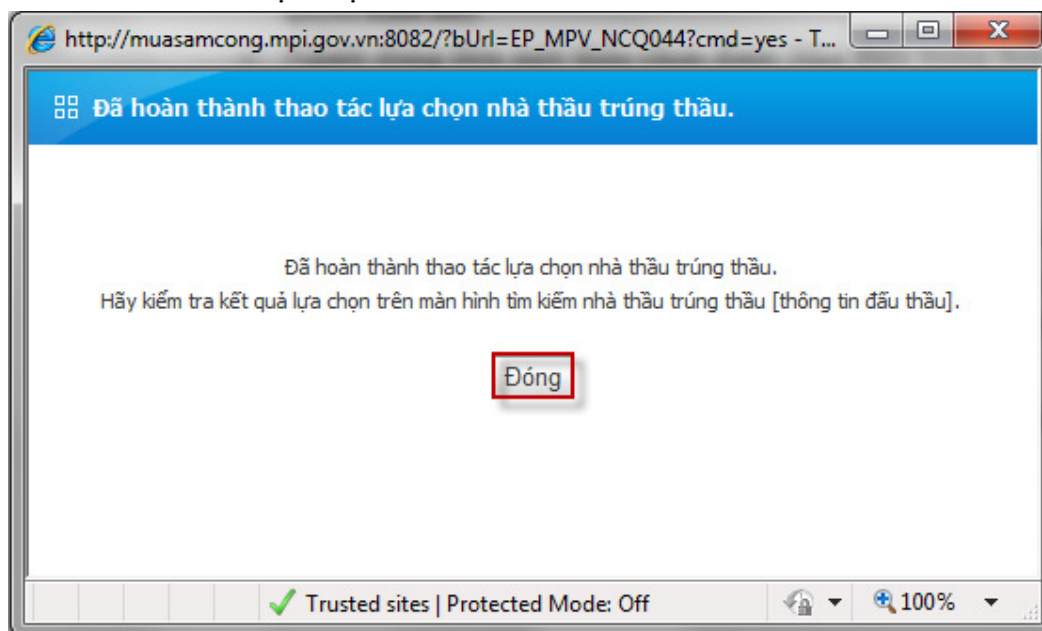 http://muasamcong.mpi.gov.vn:8082/?bUrl=EP_MPV_NCQ044?cmd=yes - T...
Đã hoàn thành thao tác lựa chọn nhà thầu trúng thầu.
Đã hoàn thành thao tác lựa chọn nhà thầu trúng thầu.
Hãy kiểm tra kết quả lựa chọn trên màn hình tìm kiếm nhà thầu trúng thầu [thông tin đấu thầu].
Đóng
Trusted sites | Protected Mode: Off 100%